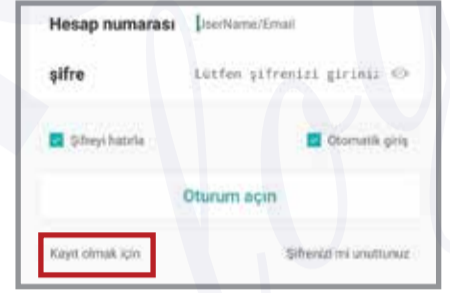 Hesap numarası UserName/Email
şifre Lütfen şifrenizi giriniz
Şifreyi hatırla Otomatik giriş
Oturum açın
Kayıt olmak için Şifrenizi mi unuttunuz